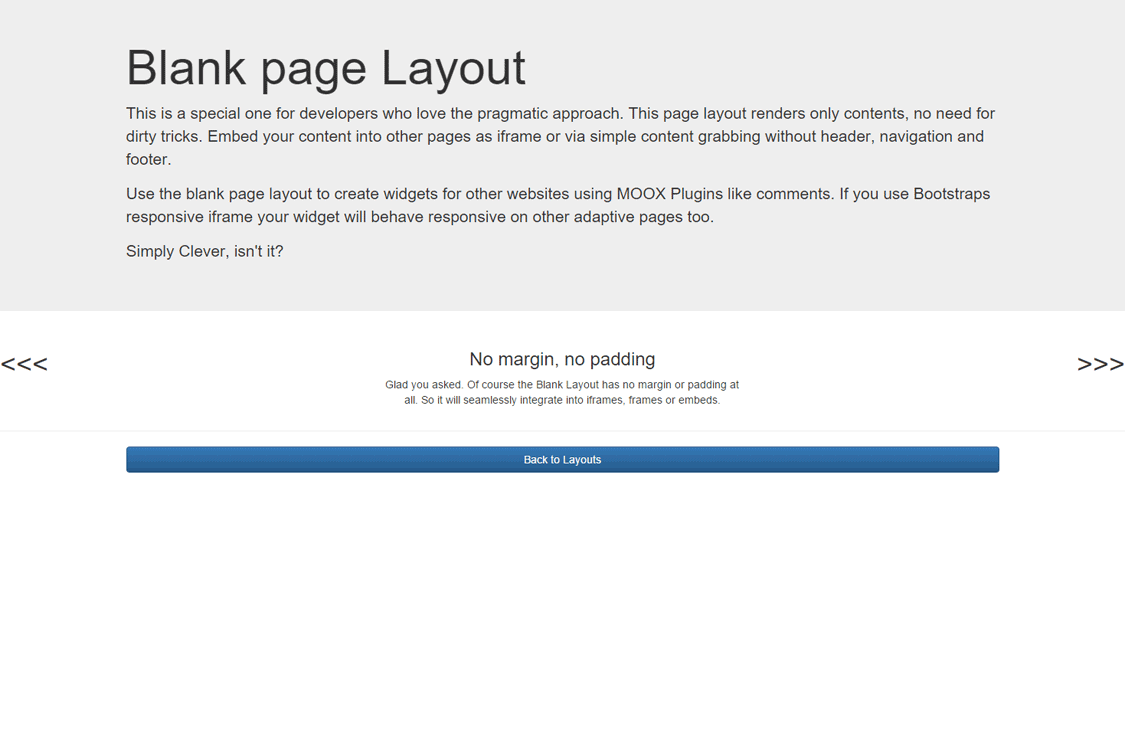 Blank page Layout
This is a special one for developers who love the pragmatic approach. This page layout renders only contents, no need for
dirty tricks. Embed your content into other pages as iframe or via simple content grabbing without header, navigation and
footer.
Use the blank page layout to create widgets for other websites using MOOX Plugins like comments. If you use Bootstraps
responsive iframe your widget will behave responsive on other adaptive pages too.
Simply Clever, isn't it?
<<<
No margin, no padding
>>>
Glad you asked. Of course the Blank Layout has no margin or padding at
all. So it will seamlessly integrate into iframes, frames or embeds.
Back to Layouts